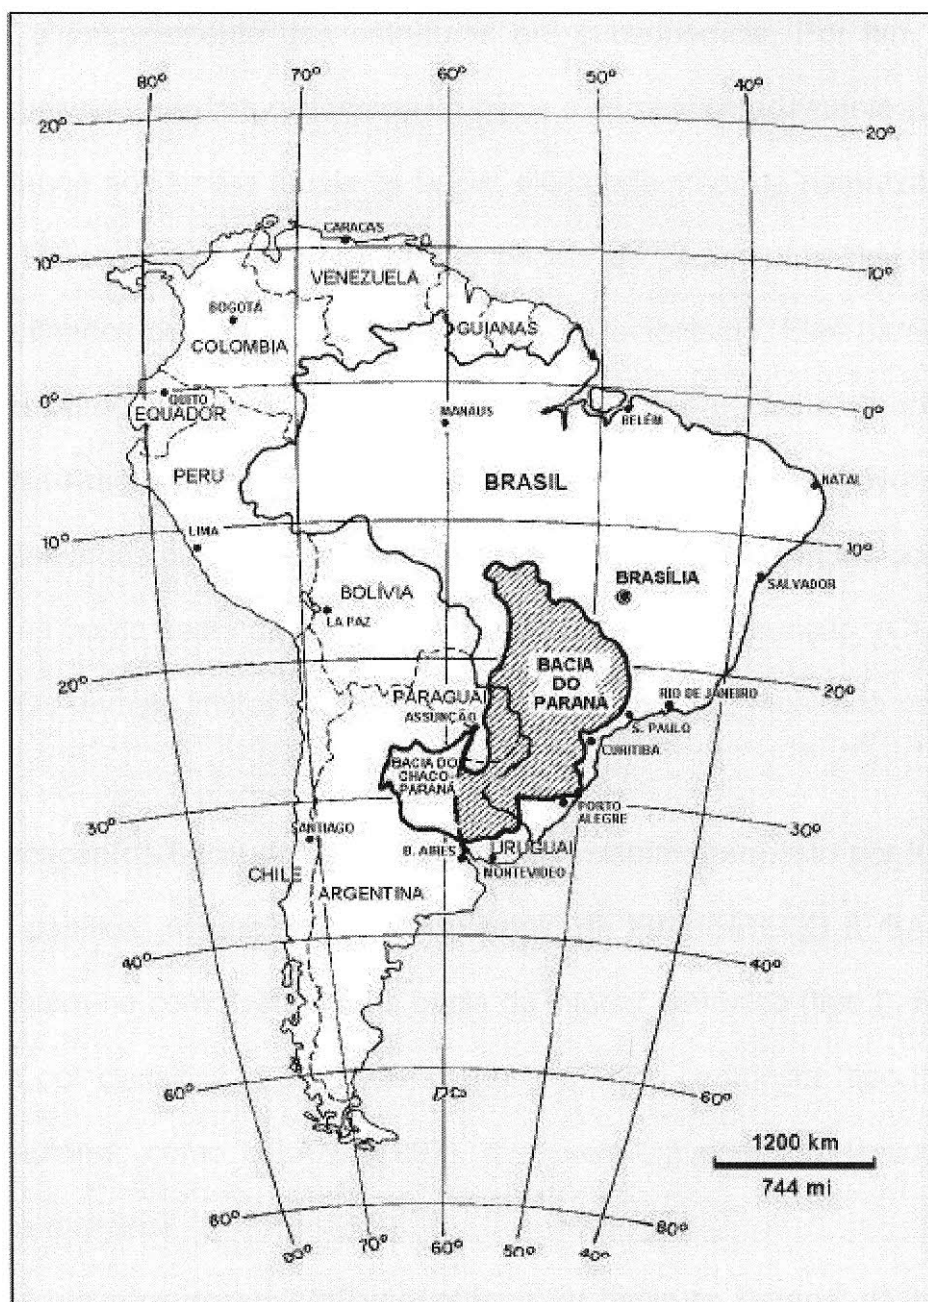 80° 70° 60° 50° 40°
20° 20°
CARACAS
10° 10°
VENEZUELA
BOGOTÁ
GUIANAS
COLOMBIA
0° QUITO 0°
EQUADOR
MANAUS
BELÉM
PERU
BRASIL
NATAL
LIMA
10° 10°
BRASÍLIA
SALVADOR
BOLÍVIA
LA PAZ
BACIA
DO
PARANÁ
20° 20°
PARAGUAI
RIO DE JANEIRO
ASSUNÇÃO
S. PAULO
CURITIBA
BACIA DO
CHACO-
PARANÁ
30° 30°
PORTO
ALEGRE
SANTIAGO
B. AIRES
URUGUAI
MONTEVIDEO
CHILE
ARGENTINA
40° 40°
60° 60°
1200 km
744 mi
80° 80°
80° 70° 60° 50° 40°